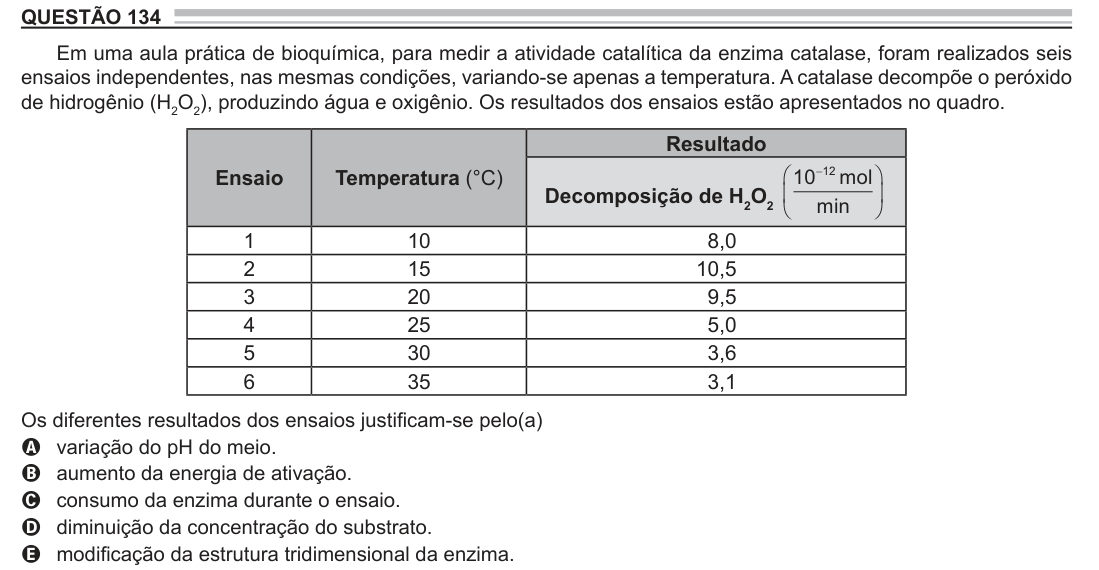 QUESTÃO 134
Em uma aula prática de bioquímica, para medir a atividade catalítica da enzima catalase, foram realizados seis
ensaios independentes, nas mesmas condições, variando-se apenas a temperatura. A catalase decompõe o peróxido
de hidrogênio (H₂O₂), produzindo água e oxigênio. Os resultados dos ensaios estão apresentados no quadro.
Ensaio Temperatura (°C) Resultado
Decomposição de H₂O₂ (10⁻¹² mol / min)
1 10 8,0
2 15 10,5
3 20 9,5
4 25 5,0
5 30 3,6
6 35 3,1
Os diferentes resultados dos ensaios justificam-se pelo(a)
A variação do pH do meio.
B aumento da energia de ativação.
C consumo da enzima durante o ensaio.
D diminuição da concentração do substrato.
E modificação da estrutura tridimensional da enzima.